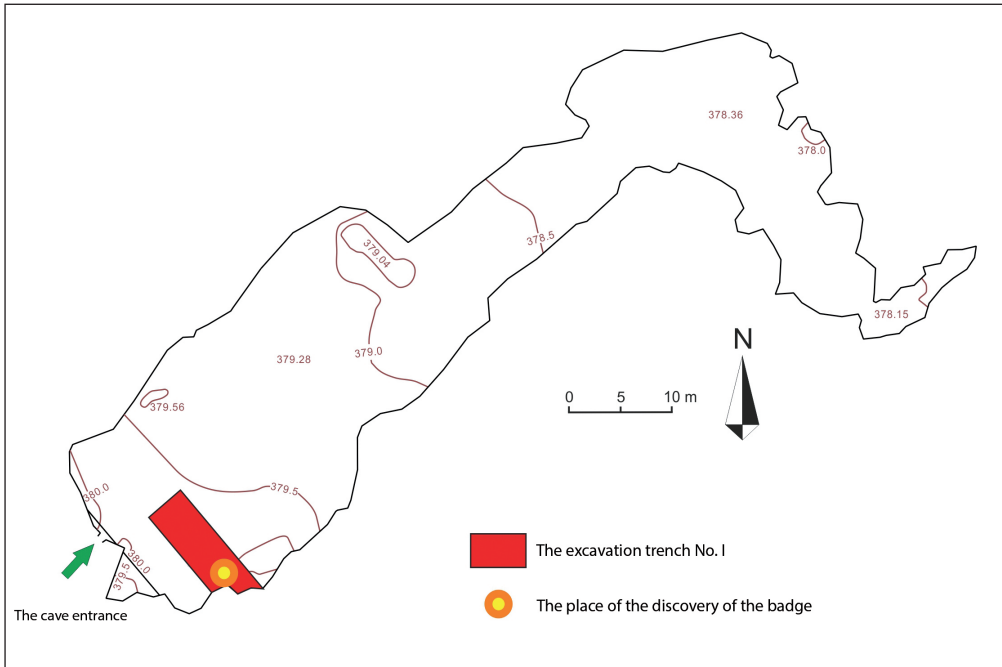 378.36
378.0
378.5
379.04
378.15
N
379.0
379.28
0 5 10 m
379.56
379.5
380.0
380.0
379.5
The excavation trench No. I
The place of the discovery of the badge
The cave entrance